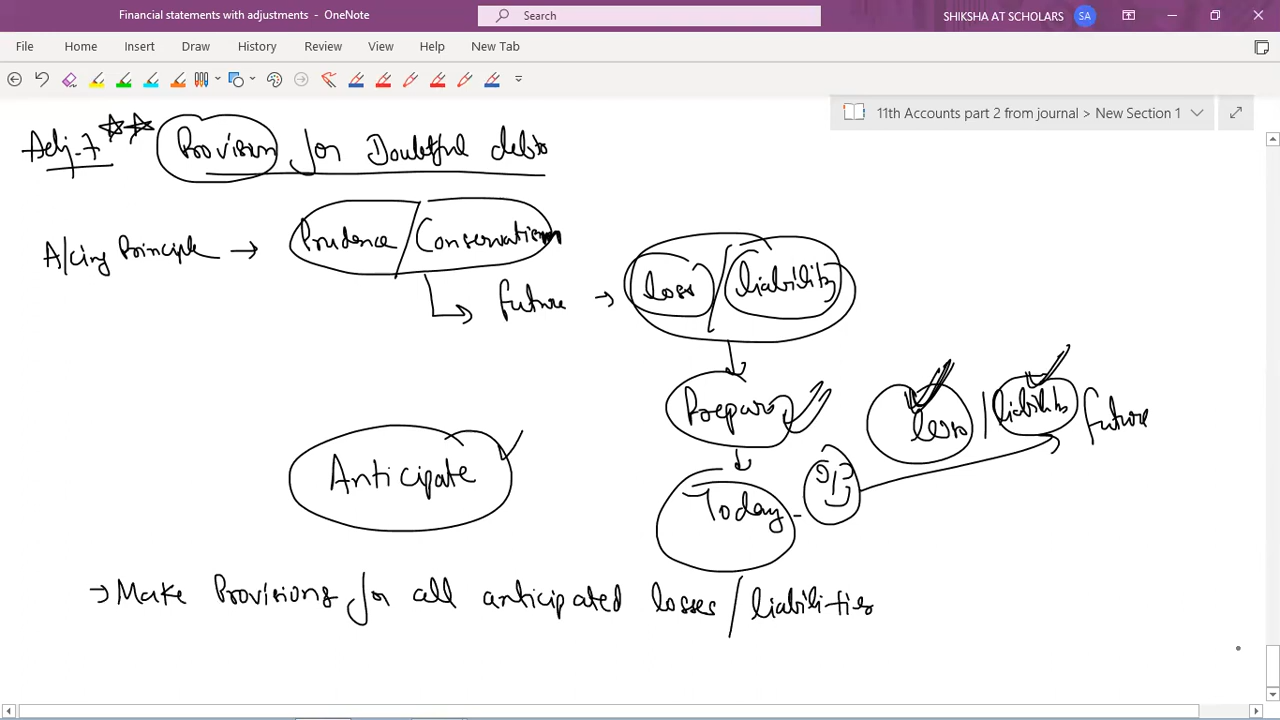 Financial statements with adjustments - OneNote
Search
SHIKSHA AT SCHOLARS
SA
File Home Insert Draw History Review View Help New Tab
11th Accounts part 2 from journal > New Section 1
Adj-7 Provision for Doubtful debts
A/cing Principle → Prudence / Conservatism
future → loss / liability
Prepare
loss / liability future
Anticipate
Today -
→ Make Provisions for all anticipated losses / liabilities